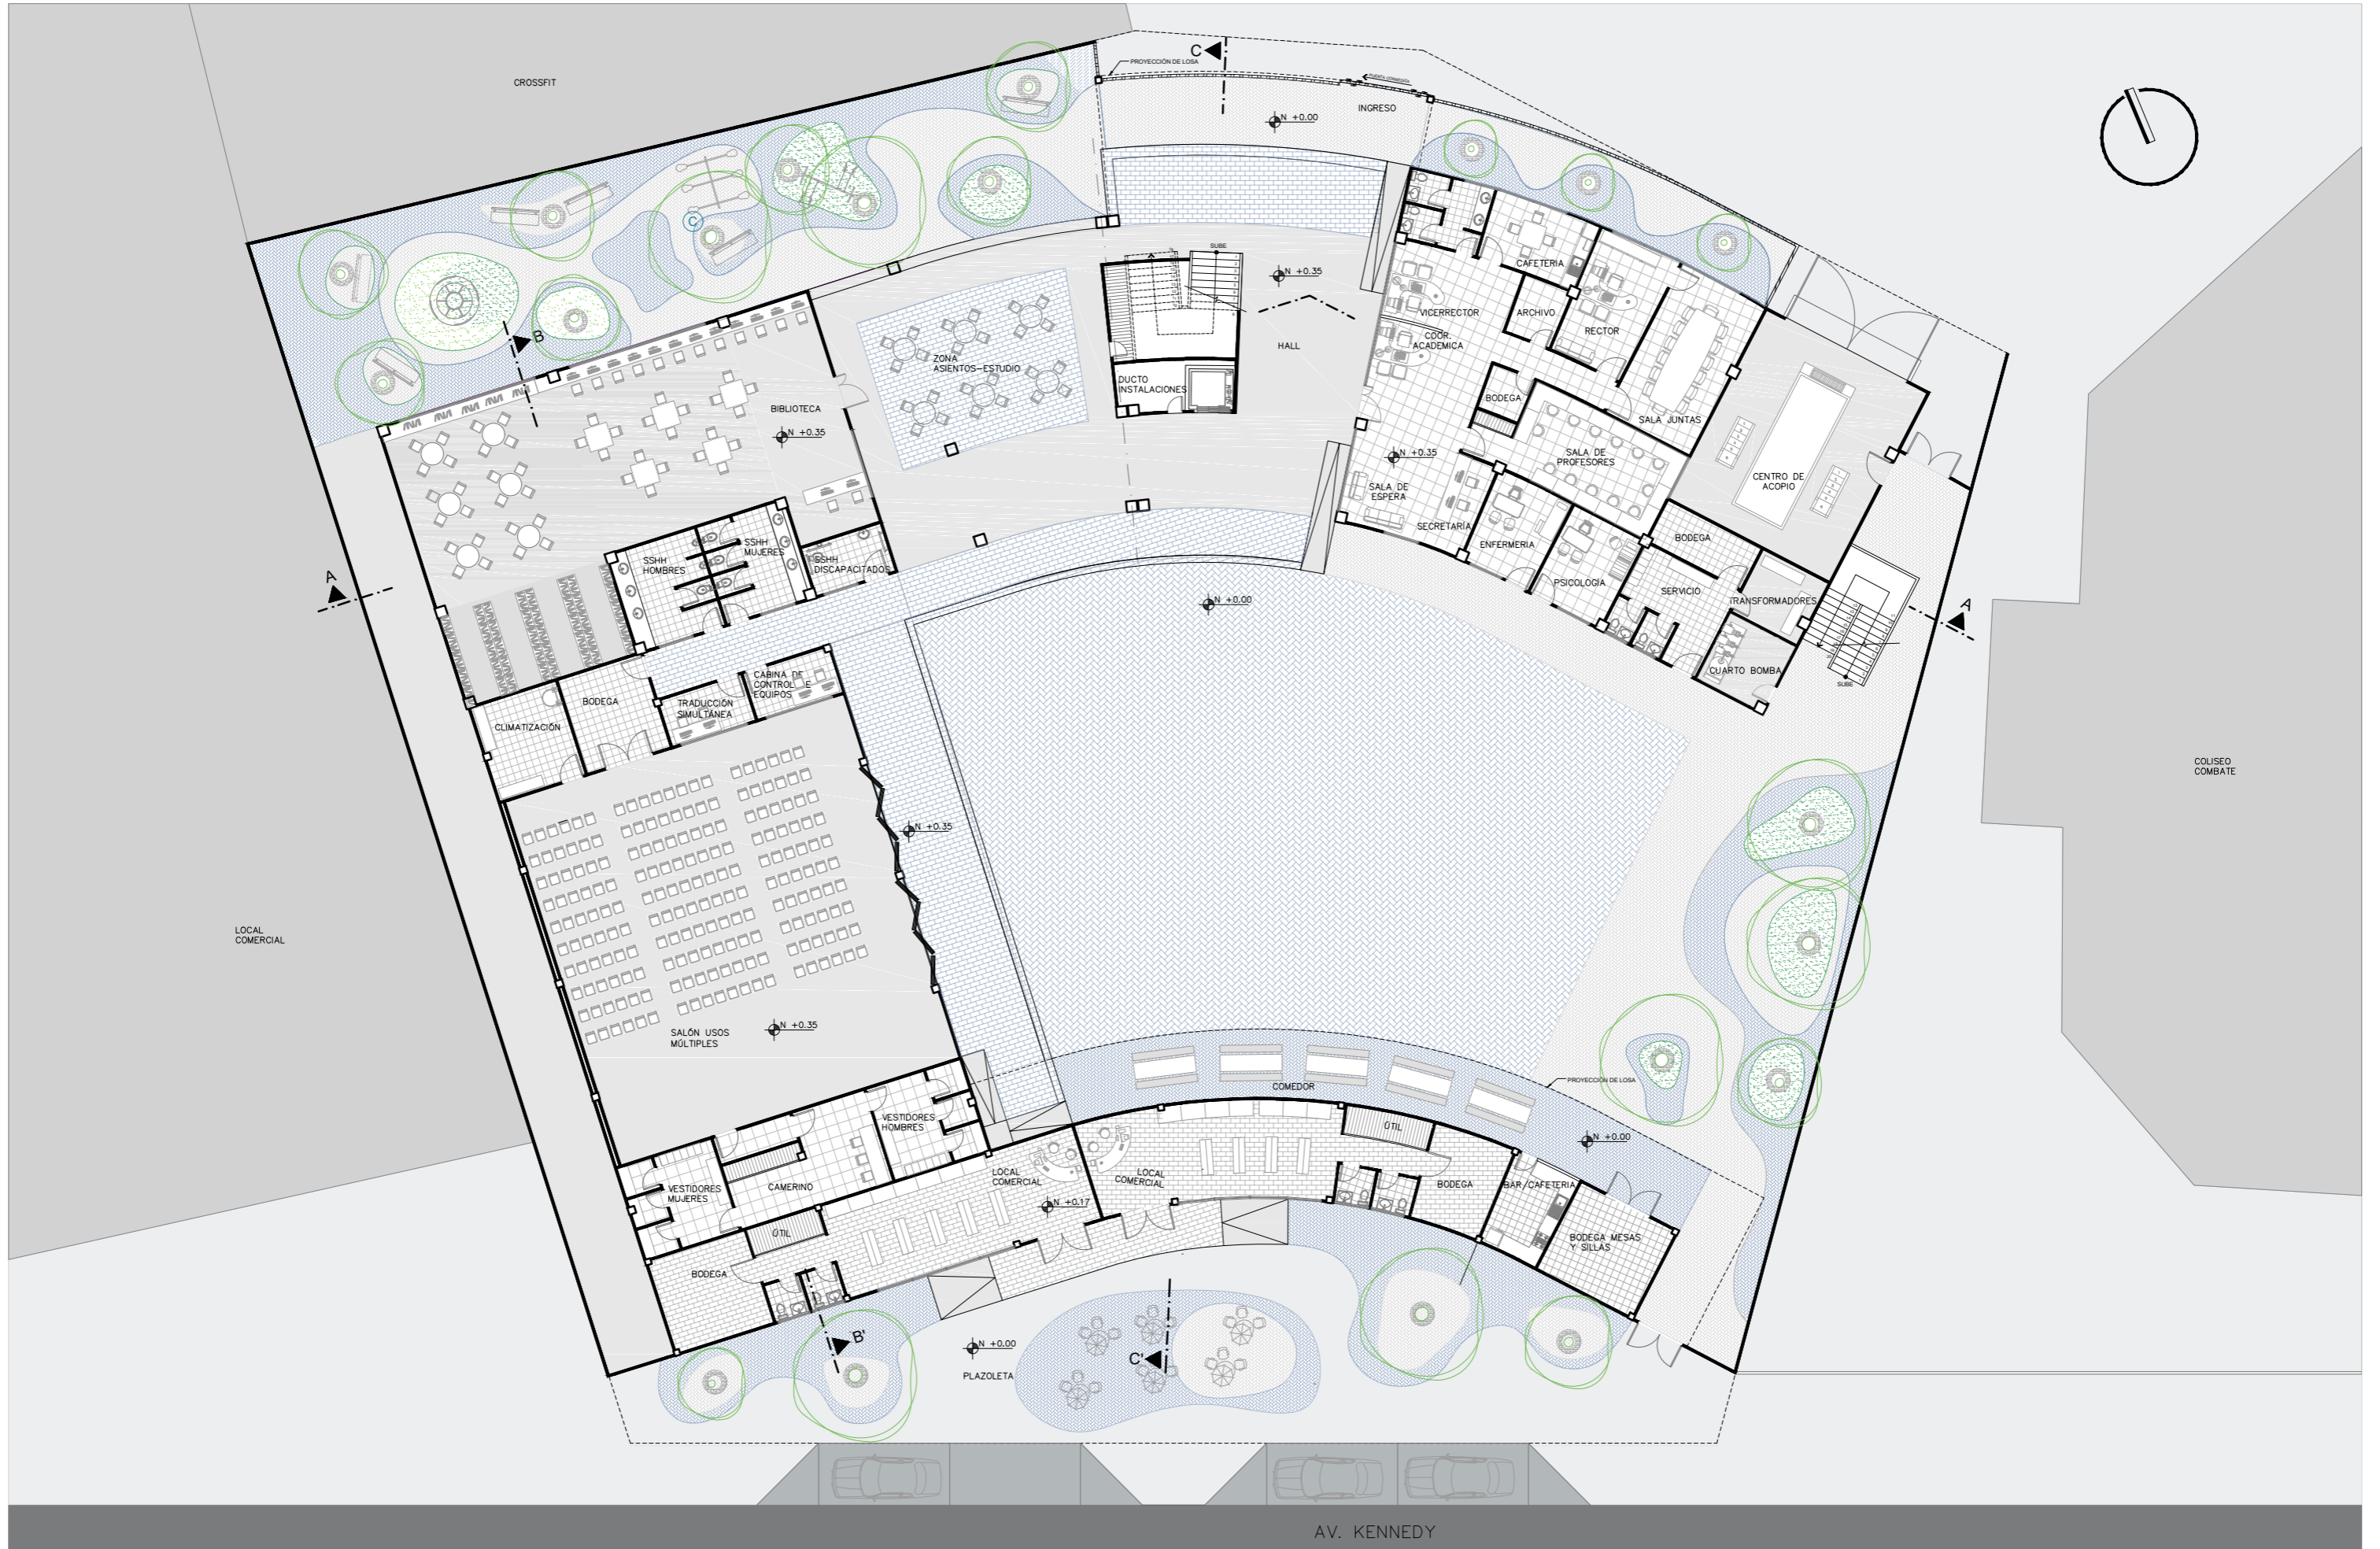 CROSSFIT
C
PROYECCIÓN DE LOSA
PUERTA CORREDIZA
INGRESO
N +0.00
C
SUBE
N +0.35
HALL
CAFETERIA
VICERRECTOR
ARCHIVO
RECTOR
COOR.
ACADEMICA
ZONA
ASIENTOS-ESTUDIO
DUCTO
INSTALACIONES
B
BIBLIOTECA
N +0.35
BODEGA
SALA JUNTAS
N +0.35
SALA DE
PROFESORES
CENTRO DE
ACOPIO
SALA DE
ESPERA
SECRETARÍA
ENFERMERIA
BODEGA
PSICOLOGÍA
SERVICIO
TRANSFORMADORES
CUARTO BOMBA
SUBE
SSHH
HOMBRES
SSHH
MUJERES
SSHH
DISCAPACITADOS
A
A
N +0.00
CABINA DE
CONTROL DE
EQUIPOS
TRADUCCIÓN
SIMULTÁNEA
BODEGA
CLIMATIZACIÓN
COLISEO
COMBATE
N +0.35
LOCAL
COMERCIAL
SALÓN USOS
MÚLTIPLES
N +0.35
COMEDOR
PROYECCIÓN DE LOSA
VESTIDORES
HOMBRES
ÚTIL
N +0.00
LOCAL
COMERCIAL
LOCAL
COMERCIAL
VESTIDORES
MUJERES
CAMERINO
BODEGA
BAR/CAFETERIA
N +0.17
ÚTIL
BODEGA MESAS
Y SILLAS
BODEGA
B'
N +0.00
C'
PLAZOLETA
AV. KENNEDY